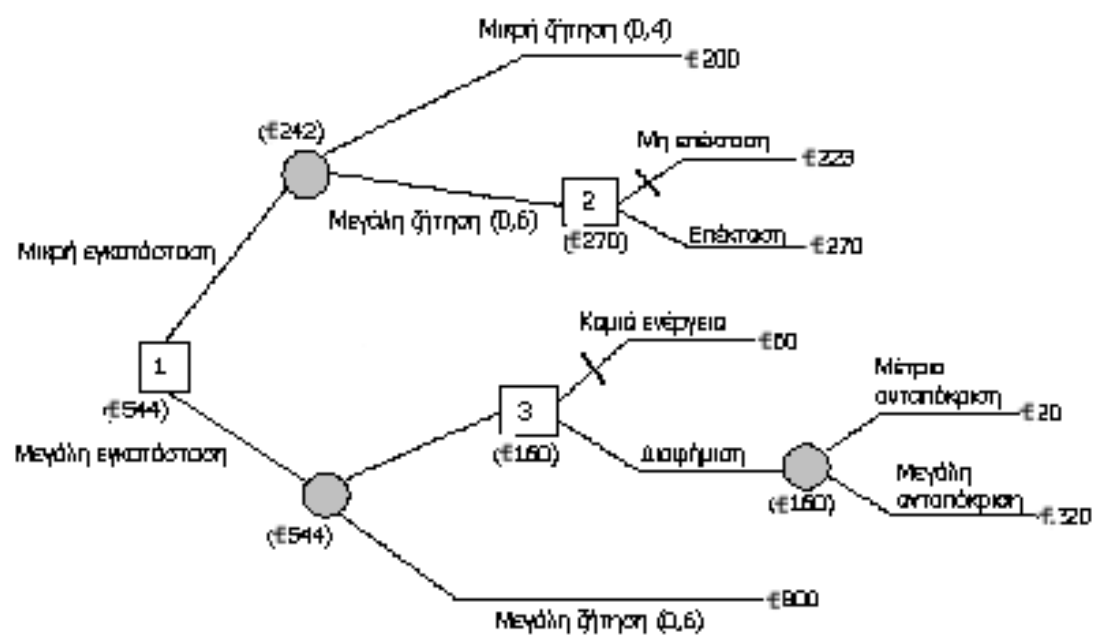 Μικρή ζήτηση (0,4)
€200
(€242)
Μη επέκταση
€223
2
Μεγάλη ζήτηση (0,6)
(€270)
Επέκταση
€270
Μικρή εγκατάσταση
Καμιά ενέργεια
€60
1
Μέτρια
ανταπόκριση
€20
3
(€544)
(€160)
Μεγάλη εγκατάσταση
Διαφήμιση
Μεγάλη
ανταπόκριση
(€160)
€320
(€544)
€800
Μεγάλη ζήτηση (0,6)